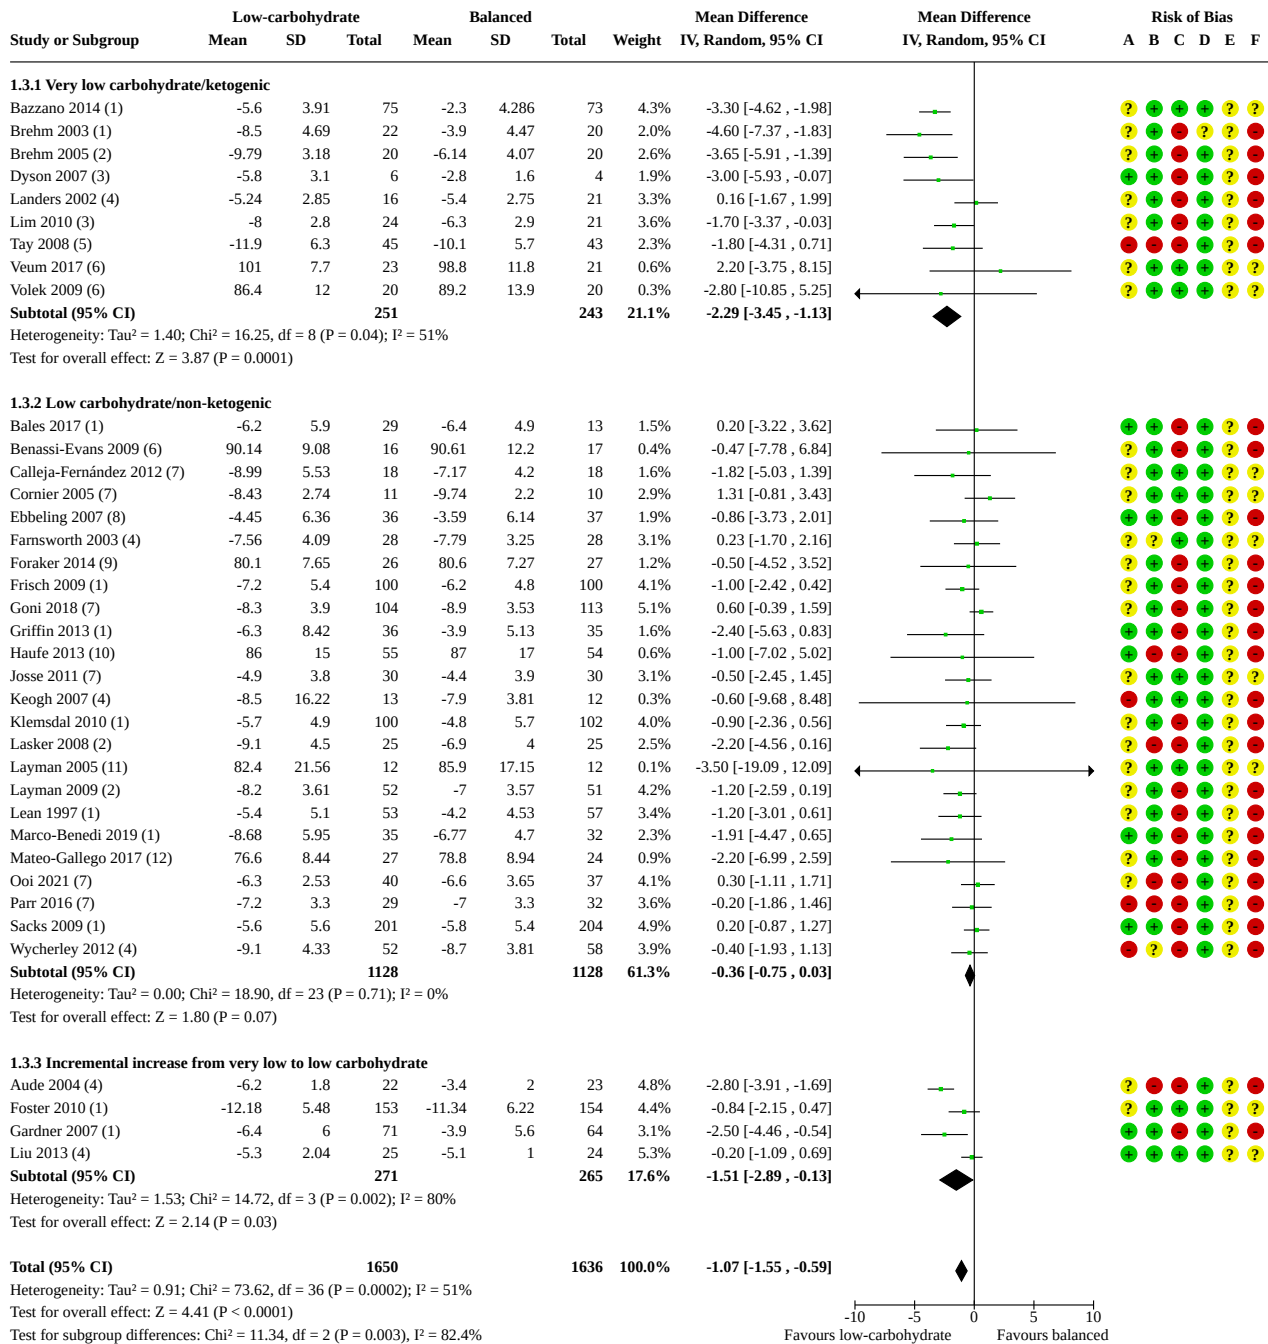 Low-carbohydrate Balanced Mean Difference Mean Difference Risk of Bias
Study or Subgroup Mean SD Total Mean SD Total Weight IV, Random, 95% CI IV, Random, 95% CI A B C D E F
1.3.1 Very low carbohydrate/ketogenic
Bazzano 2014 (1) -5.6 3.91 75 -2.3 4.286 73 4.3% -3.30 [-4.62 , -1.98] ? + + + ? ?
Brehm 2003 (1) -8.5 4.69 22 -3.9 4.47 20 2.0% -4.60 [-7.37 , -1.83] ? + - ? ? -
Brehm 2005 (2) -9.79 3.18 20 -6.14 4.07 20 2.6% -3.65 [-5.91 , -1.39] ? + - + ? -
Dyson 2007 (3) -5.8 3.1 6 -2.8 1.6 4 1.9% -3.00 [-5.93 , -0.07] + + - + ? -
Landers 2002 (4) -5.24 2.85 16 -5.4 2.75 21 3.3% 0.16 [-1.67 , 1.99] ? + - + ? -
Lim 2010 (3) -8 2.8 24 -6.3 2.9 21 3.6% -1.70 [-3.37 , -0.03] ? + - + ? -
Tay 2008 (5) -11.9 6.3 45 -10.1 5.7 43 2.3% -1.80 [-4.31 , 0.71] - - - + ? -
Veum 2017 (6) 101 7.7 23 98.8 11.8 21 0.6% 2.20 [-3.75 , 8.15] ? + + + ? ?
Volek 2009 (6) 86.4 12 20 89.2 13.9 20 0.3% -2.80 [-10.85 , 5.25] ? + + + ? ?
Subtotal (95% CI) 251 243 21.1% -2.29 [-3.45 , -1.13]
Heterogeneity: Tau² = 1.40; Chi² = 16.25, df = 8 (P = 0.04); I² = 51%
Test for overall effect: Z = 3.87 (P = 0.0001)
1.3.2 Low carbohydrate/non-ketogenic
Bales 2017 (1) -6.2 5.9 29 -6.4 4.9 13 1.5% 0.20 [-3.22 , 3.62] + + - + ? -
Benassi-Evans 2009 (6) 90.14 9.08 16 90.61 12.2 17 0.4% -0.47 [-7.78 , 6.84] ? + - + ? -
Calleja-Fernández 2012 (7) -8.99 5.53 18 -7.17 4.2 18 1.6% -1.82 [-5.03 , 1.39] ? + + + ? ?
Cornier 2005 (7) -8.43 2.74 11 -9.74 2.2 10 2.9% 1.31 [-0.81 , 3.43] ? + + + ? ?
Ebbeling 2007 (8) -4.45 6.36 36 -3.59 6.14 37 1.9% -0.86 [-3.73 , 2.01] + + - + ? -
Farnsworth 2003 (4) -7.56 4.09 28 -7.79 3.25 28 3.1% 0.23 [-1.70 , 2.16] ? ? + + ? -
Foraker 2014 (9) 80.1 7.65 26 80.6 7.27 27 1.2% -0.50 [-4.52 , 3.52] ? + - + ? -
Frisch 2009 (1) -7.2 5.4 100 -6.2 4.8 100 4.1% -1.00 [-2.42 , 0.42] ? + - + ? -
Goni 2018 (7) -8.3 3.9 104 -8.9 3.53 113 5.1% 0.60 [-0.39 , 1.59] ? + - + ? -
Griffin 2013 (1) -6.3 8.42 36 -3.9 5.13 35 1.6% -2.40 [-5.63 , 0.83] + + - + ? -
Haufe 2013 (10) 86 15 55 87 17 54 0.6% -1.00 [-7.02 , 5.02] + - - + ? -
Josse 2011 (7) -4.9 3.8 30 -4.4 3.9 30 3.1% -0.50 [-2.45 , 1.45] ? + + + ? ?
Keogh 2007 (4) -8.5 16.22 13 -7.9 3.81 12 0.3% -0.60 [-9.68 , 8.48] - + + + ? -
Klemsdal 2010 (1) -5.7 4.9 100 -4.8 5.7 102 4.0% -0.90 [-2.36 , 0.56] ? + - + ? -
Lasker 2008 (2) -9.1 4.5 25 -6.9 4 25 2.5% -2.20 [-4.56 , 0.16] ? - - + ? -
Layman 2005 (11) 82.4 21.56 12 85.9 17.15 12 0.1% -3.50 [-19.09 , 12.09] ? + + + ? ?
Layman 2009 (2) -8.2 3.61 52 -7 3.57 51 4.2% -1.20 [-2.59 , 0.19] ? + - + ? -
Lean 1997 (1) -5.4 5.1 53 -4.2 4.53 57 3.4% -1.20 [-3.01 , 0.61] ? + - + ? -
Marco-Benedi 2019 (1) -8.68 5.95 35 -6.77 4.7 32 2.3% -1.91 [-4.47 , 0.65] + + - + ? -
Mateo-Gallego 2017 (12) 76.6 8.44 27 78.8 8.94 24 0.9% -2.20 [-6.99 , 2.59] ? + - + ? -
Ooi 2021 (7) -6.3 2.53 40 -6.6 3.65 37 4.1% 0.30 [-1.11 , 1.71] ? - - + ? -
Parr 2016 (7) -7.2 3.3 29 -7 3.3 32 3.6% -0.20 [-1.86 , 1.46] - - - + ? -
Sacks 2009 (1) -5.6 5.6 201 -5.8 5.4 204 4.9% 0.20 [-0.87 , 1.27] + + - + ? -
Wycherley 2012 (4) -9.1 4.33 52 -8.7 3.81 58 3.9% -0.40 [-1.93 , 1.13] - ? - + ? -
Subtotal (95% CI) 1128 1128 61.3% -0.36 [-0.75 , 0.03]
Heterogeneity: Tau² = 0.00; Chi² = 18.90, df = 23 (P = 0.71); I² = 0%
Test for overall effect: Z = 1.80 (P = 0.07)
1.3.3 Incremental increase from very low to low carbohydrate
Aude 2004 (4) -6.2 1.8 22 -3.4 2 23 4.8% -2.80 [-3.91 , -1.69] ? - - + ? -
Foster 2010 (1) -12.18 5.48 153 -11.34 6.22 154 4.4% -0.84 [-2.15 , 0.47] ? + + + ? ?
Gardner 2007 (1) -6.4 6 71 -3.9 5.6 64 3.1% -2.50 [-4.46 , -0.54] + + - + ? -
Liu 2013 (4) -5.3 2.04 25 -5.1 1 24 5.3% -0.20 [-1.09 , 0.69] + + + + ? ?
Subtotal (95% CI) 271 265 17.6% -1.51 [-2.89 , -0.13]
Heterogeneity: Tau² = 1.53; Chi² = 14.72, df = 3 (P = 0.002); I² = 80%
Test for overall effect: Z = 2.14 (P = 0.03)
Total (95% CI) 1650 1636 100.0% -1.07 [-1.55 , -0.59]
Heterogeneity: Tau² = 0.91; Chi² = 73.62, df = 36 (P = 0.0002); I² = 51%
Test for overall effect: Z = 4.41 (P < 0.0001)
-10 -5 0 5 10
Test for subgroup differences: Chi² = 11.34, df = 2 (P = 0.003), I² = 82.4% Favours low-carbohydrate Favours balanced